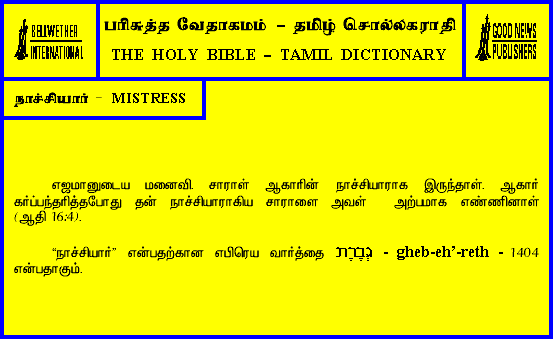 BELLWETHER
INTERNATIONAL
பரிசுத்த வேதாகமம் – தமிழ் சொல்லகராதி
THE HOLY BIBLE – TAMIL DICTIONARY
GOOD NEWS
PUBLISHERS
நாச்சியார் – MISTRESS
எஜமானுடைய மனைவி. சாராள் ஆகாரின் நாச்சியாராக இருந்தாள். ஆகார்
கர்ப்பந்தரித்தபோது தன் நாச்சியாராகிய சாராளை அவள் அற்பமாக எண்ணினாள்
(ஆதி 16:4).
“நாச்சியார்” என்பதற்கான எபிரெய வார்த்தை גְּבֶרֶת - gheb-eh’-reth - 1404
என்பதாகும்.